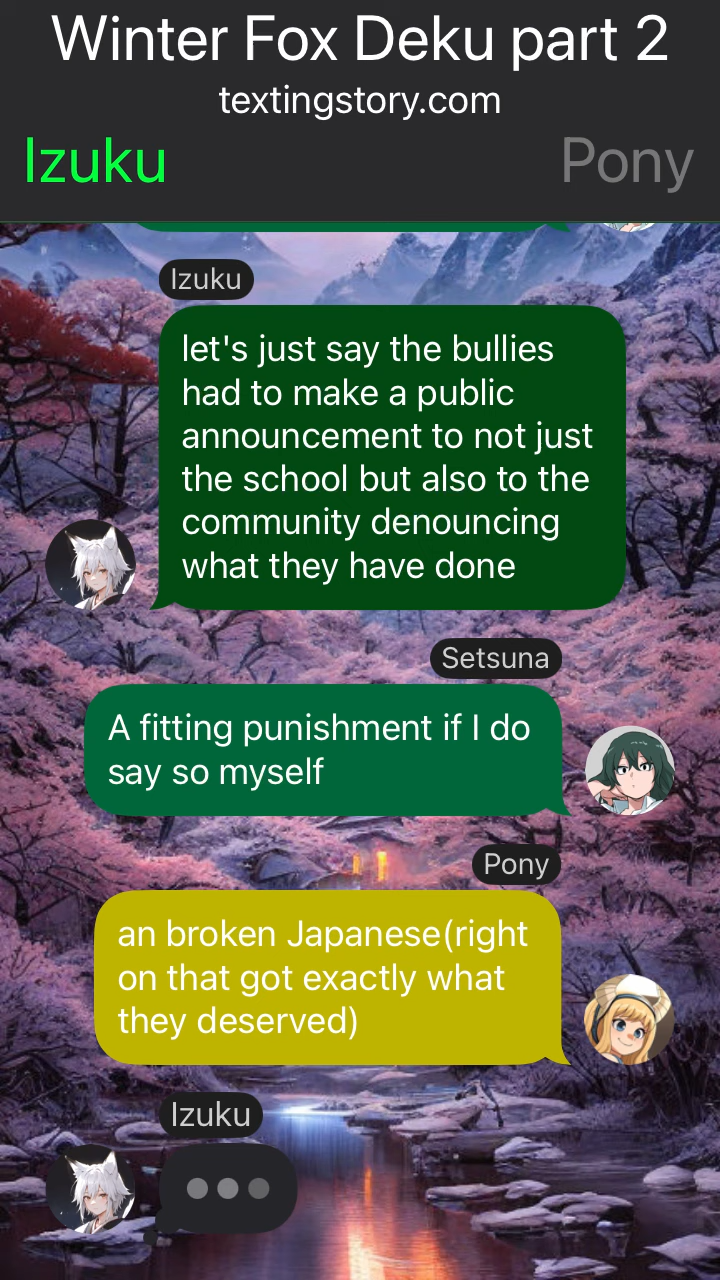 Winter Fox Deku part 2
textingstory.com
Izuku
Pony
Izuku
let's just say the bullies
had to make a public
announcement to not just
the school but also to the
community denouncing
what they have done
Setsuna
A fitting punishment if I do
say so myself
Pony
an broken Japanese(right
on that got exactly what
they deserved)
Izuku